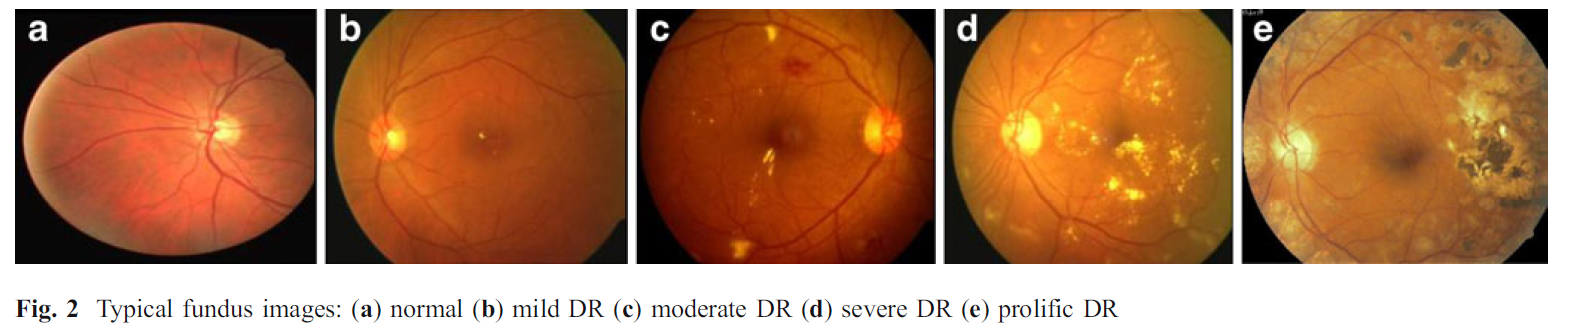 a b c d e
Fig. 2 Typical fundus images: (a) normal (b) mild DR (c) moderate DR (d) severe DR (e) prolific DR